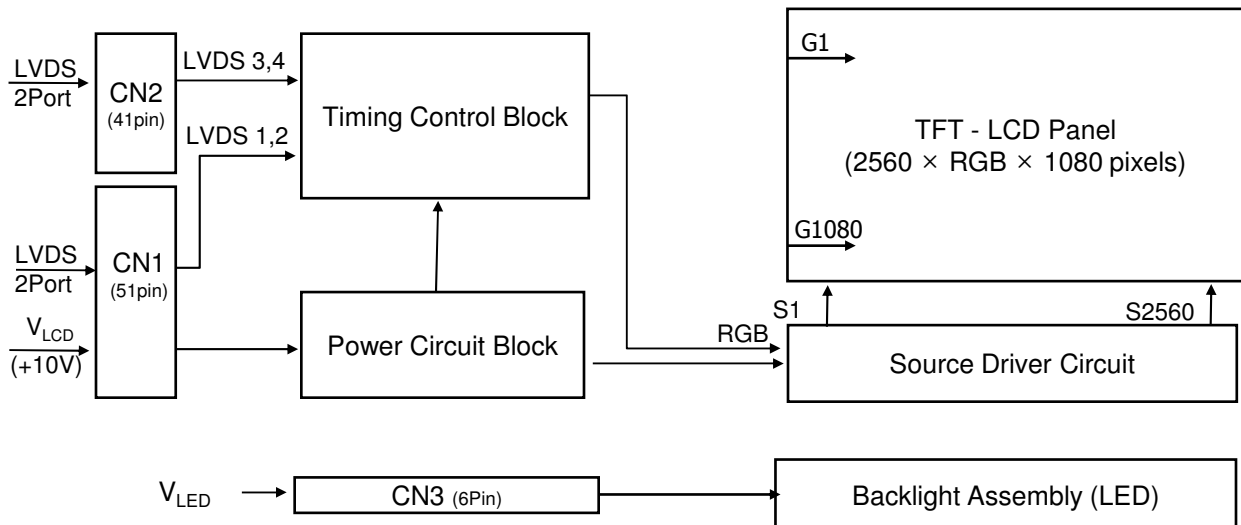 LVDS
2Port
CN2
(41pin)
LVDS 3,4
LVDS 1,2
Timing Control Block
G1
TFT - LCD Panel
(2560 × RGB × 1080 pixels)
G1080
LVDS
2Port
CN1
(51pin)
V_LCD
(+10V)
Power Circuit Block
RGB
S1
S2560
Source Driver Circuit
V_LED
CN3 (6Pin)
Backlight Assembly (LED)